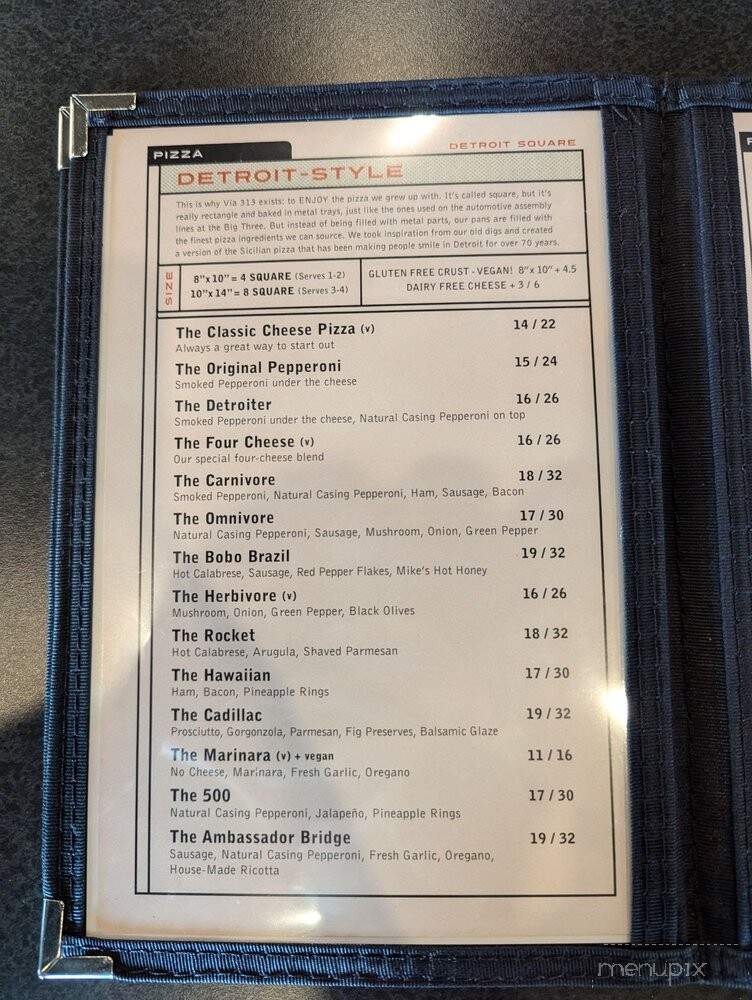 PIZZA
DETROIT SQUARE
DETROIT-STYLE
This is why Via 313 exists: to ENJOY the pizza we grew up with. It's called square, but it's
really rectangle and baked in metal trays, just like the ones used on the automotive assembly
lines at the Big Three. But instead of being filled with metal parts, our pans are filled with
the finest pizza ingredients we can source. We took inspiration from our old digs and created
a version of the Sicilian pizza that has been making people smile in Detroit for over 70 years.
SIZE
8"x 10" = 4 SQUARE (Serves 1-2)
10"x 14" = 8 SQUARE (Serves 3-4)
GLUTEN FREE CRUST - VEGAN! 8"x 10" + 4.5
DAIRY FREE CHEESE + 3 / 6
The Classic Cheese Pizza (v) 14 / 22
Always a great way to start out
The Original Pepperoni 15 / 24
Smoked Pepperoni under the cheese
The Detroiter 16 / 26
Smoked Pepperoni under the cheese, Natural Casing Pepperoni on top
The Four Cheese (v) 16 / 26
Our special four-cheese blend
The Carnivore 18 / 32
Smoked Pepperoni, Natural Casing Pepperoni, Ham, Sausage, Bacon
The Omnivore 17 / 30
Natural Casing Pepperoni, Sausage, Mushroom, Onion, Green Pepper
The Bobo Brazil 19 / 32
Hot Calabrese, Sausage, Red Pepper Flakes, Mike's Hot Honey
The Herbivore (v) 16 / 26
Mushroom, Onion, Green Pepper, Black Olives
The Rocket 18 / 32
Hot Calabrese, Arugula, Shaved Parmesan
The Hawaiian 17 / 30
Ham, Bacon, Pineapple Rings
The Cadillac 19 / 32
Prosciutto, Gorgonzola, Parmesan, Fig Preserves, Balsamic Glaze
The Marinara (v) + vegan 11 / 16
No Cheese, Marinara, Fresh Garlic, Oregano
The 500 17 / 30
Natural Casing Pepperoni, Jalapeño, Pineapple Rings
The Ambassador Bridge 19 / 32
Sausage, Natural Casing Pepperoni, Fresh Garlic, Oregano,
House-Made Ricotta
menupix